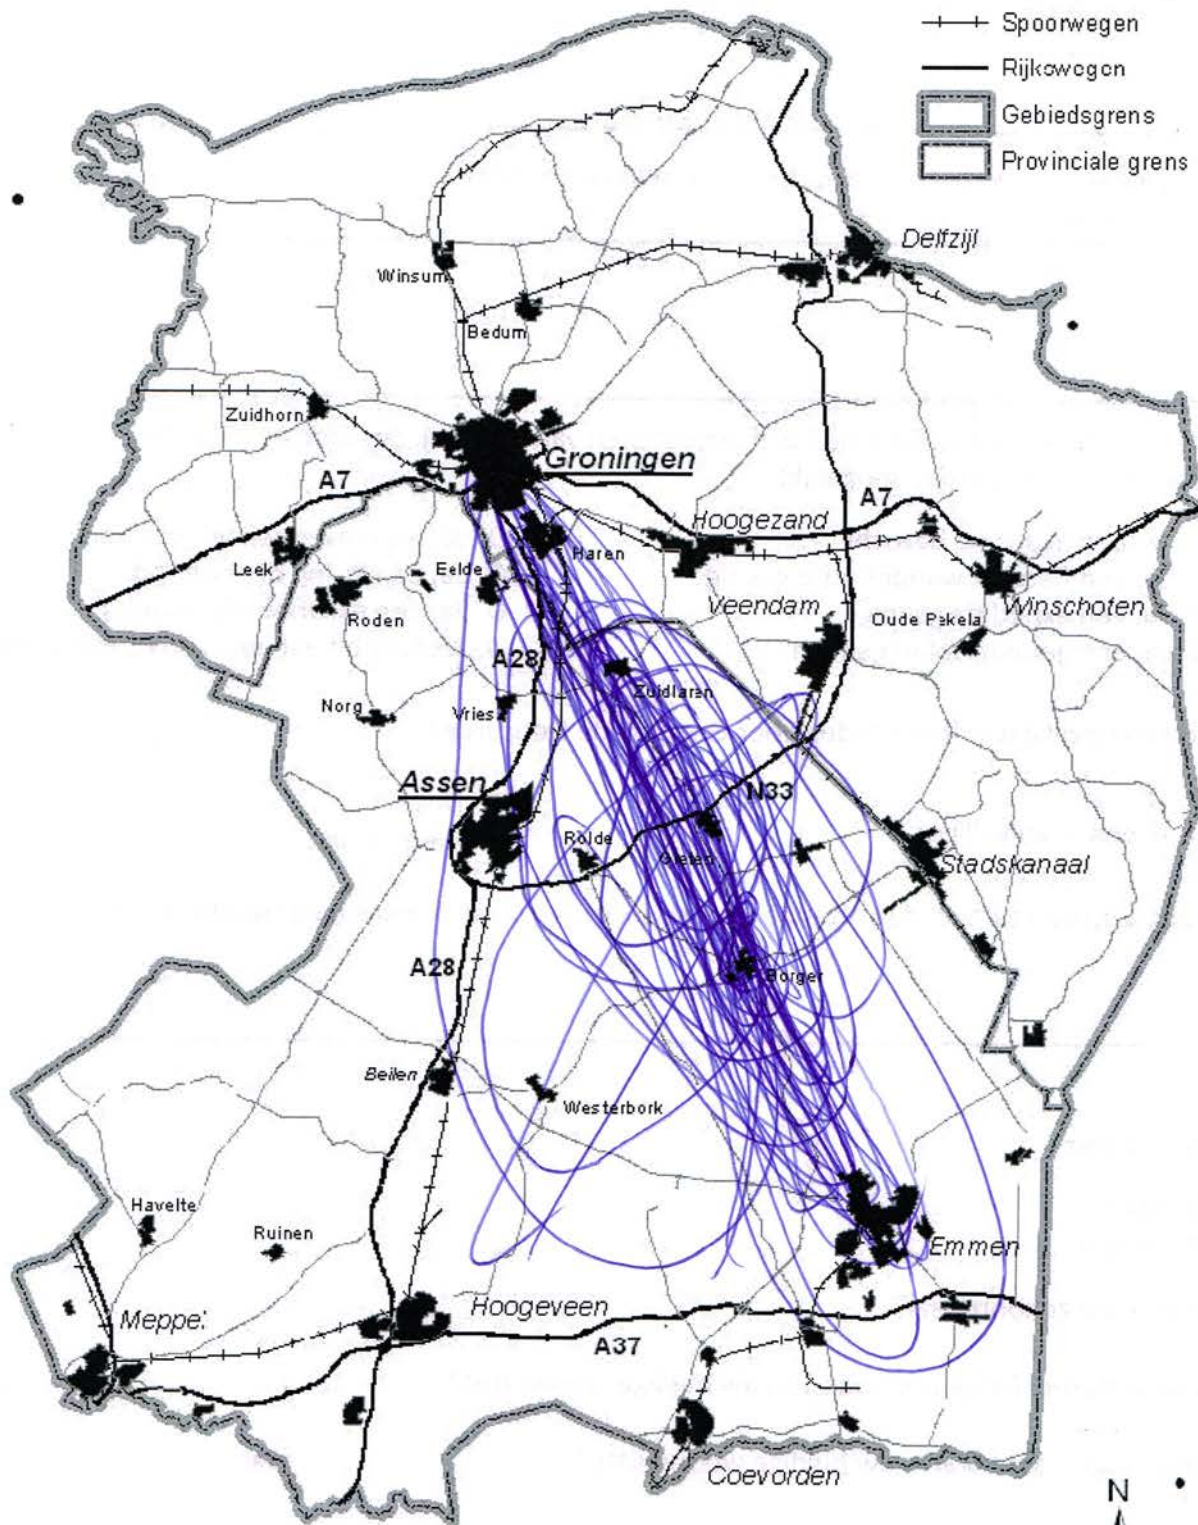 Spoorwegen
Rijkswegen
Gebiedsgrens
Provinciale grens
Delfzijl
Winsum
Bedum
Zuidhorn
Groningen
A7
A7
Hoogezand
Haren
Leek
Eelde
Roden
Veendam
Winschoten
Oude Pekela
A28
Zuidlaren
Norg
Vries
Assen
N33
Rolde
Gieten
Stadskanaal
A28
Borger
Beilen
Westerbork
Havelte
Ruinen
Emmen
Hoogeveen
Meppel
A37
Coevorden
N